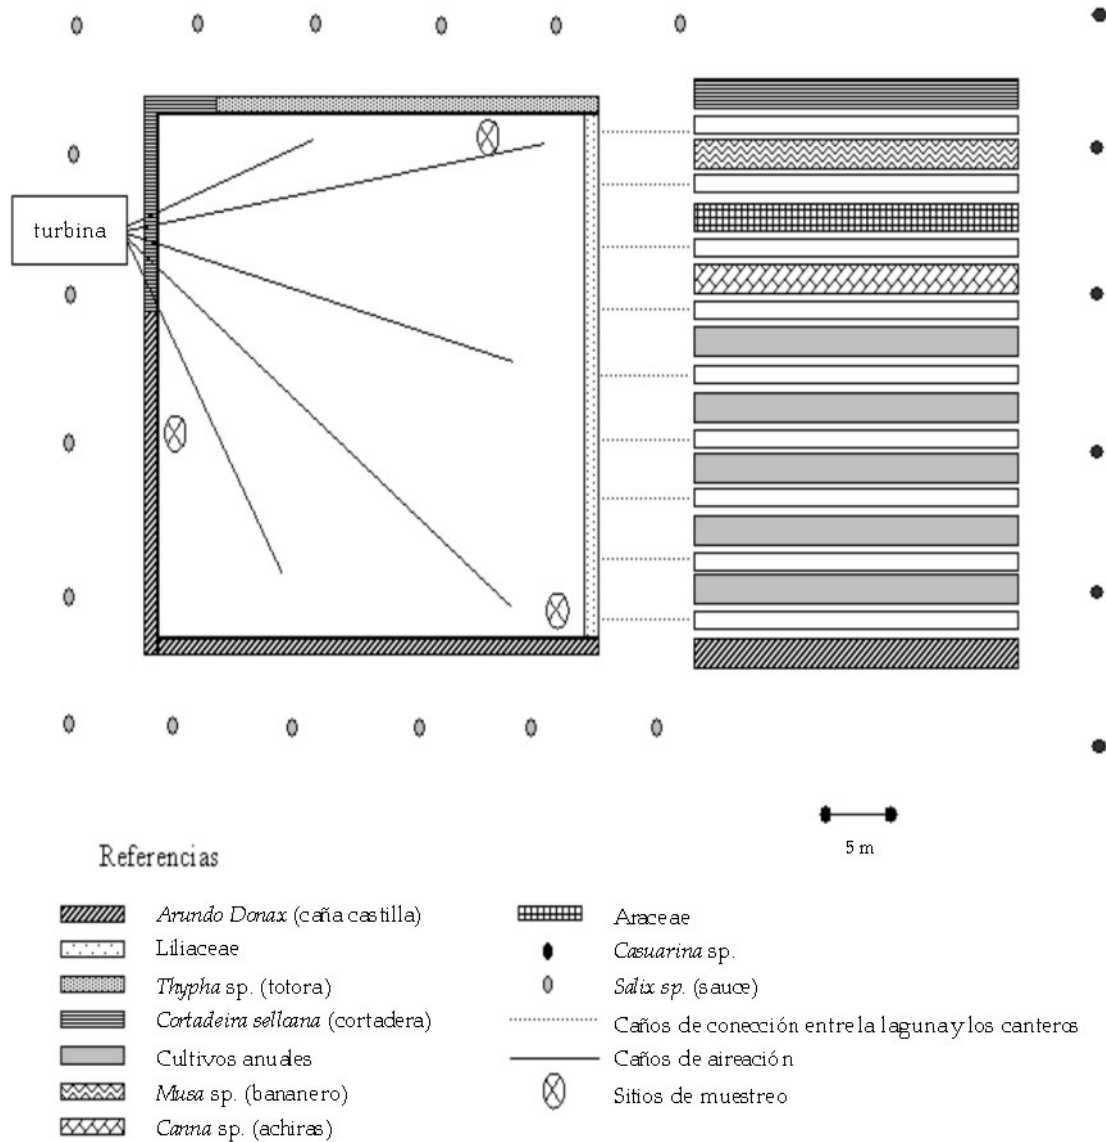 turbina
5 m
Referencias
Arundo Donax (caña castilla)
Liliaceae
Thypha sp. (totora)
Cortadeira sellcana (cortadera)
Cultivos anuales
Musa sp. (bananero)
Canna sp. (achiras)
Araceae
Casuarina sp.
Salix sp. (sauce)
Caños de conección entre la laguna y los canteros
Caños de aireación
Sitios de muestreo